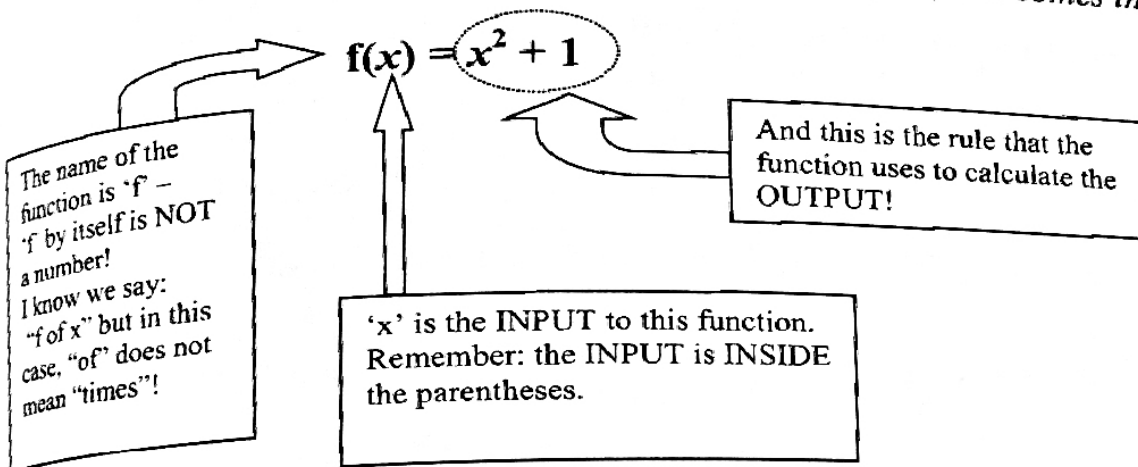 f(x) = x² + 1
The name of the
function is ‘f’ –
‘f’ by itself is NOT
a number!
I know we say:
“f of x” but in this
case, “of” does not
mean “times”!
‘x’ is the INPUT to this function.
Remember: the INPUT is INSIDE
the parentheses.
And this is the rule that the
function uses to calculate the
OUTPUT!